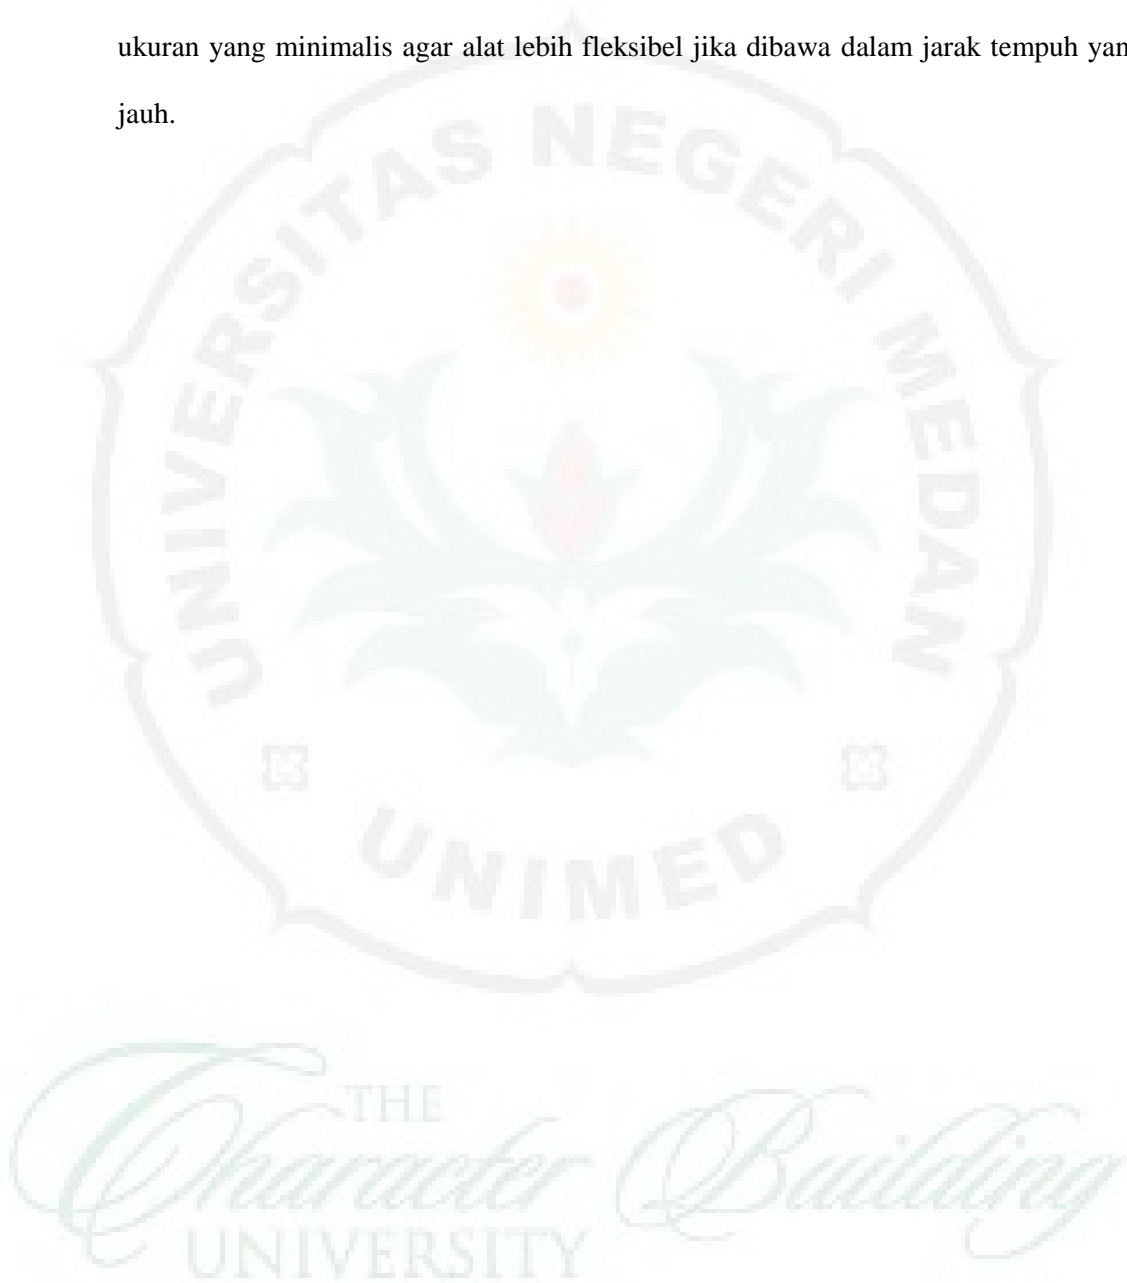 ukuran yang minimalis agar alat lebih fleksibel jika dibawa dalam jarak tempuh yan
jauh.
UNIVERSITAS NEGERI MEDAN
UNIMED
THE
Character Building
UNIVERSITY